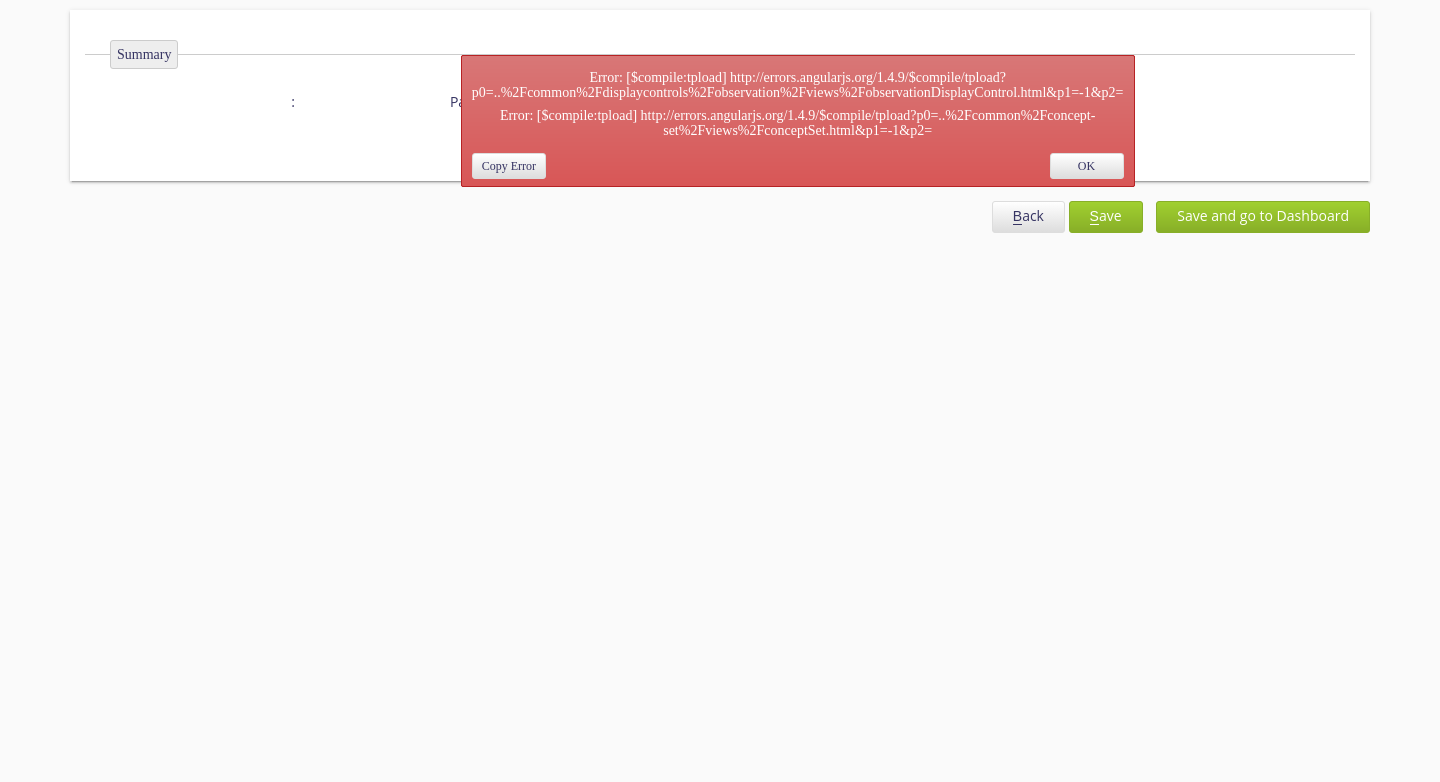 Summary
:
Error: [$compile:tpload] http://errors.angularjs.org/1.4.9/$compile/tpload?
p0=..%2Fcommon%2Fdisplaycontrols%2Fobservation%2Fviews%2FobservationDisplayControl.html&p1=-1&p2=
Error: [$compile:tpload] http://errors.angularjs.org/1.4.9/$compile/tpload?p0=..%2Fcommon%2Fconcept-
set%2Fviews%2FconceptSet.html&p1=-1&p2=
Copy Error OK
Back Save Save and go to Dashboard